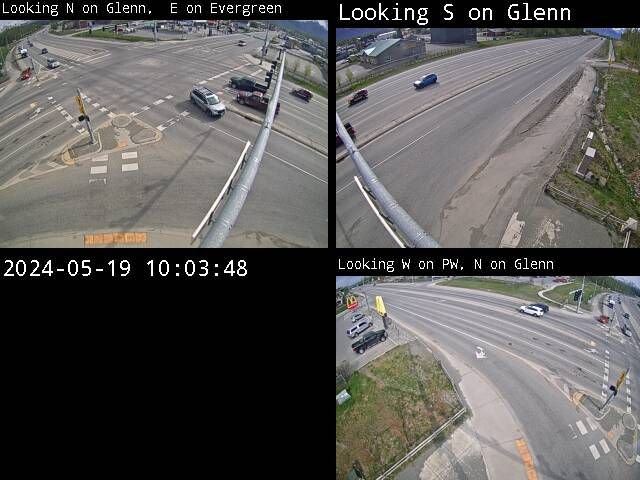 Looking N on Glenn,  E on Evergreen
Looking S on Glenn
2024-05-19 10:03:48
Looking W on PW, N on Glenn